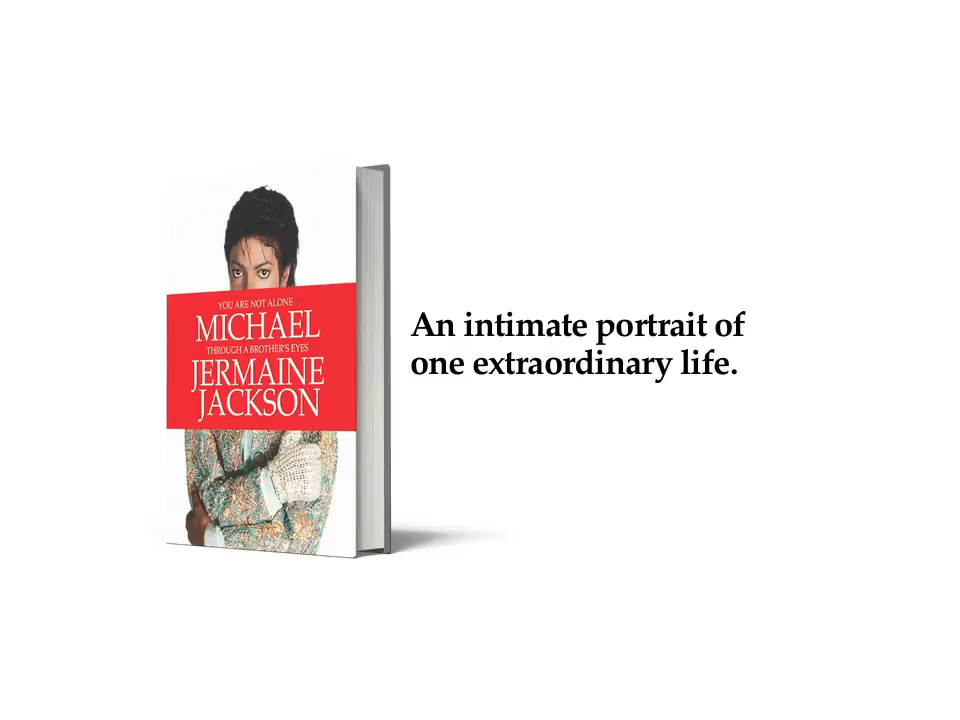 YOU ARE NOT ALONE
MICHAEL
THROUGH A BROTHER'S EYES
JERMAINE
JACKSON
An intimate portrait of
one extraordinary life.